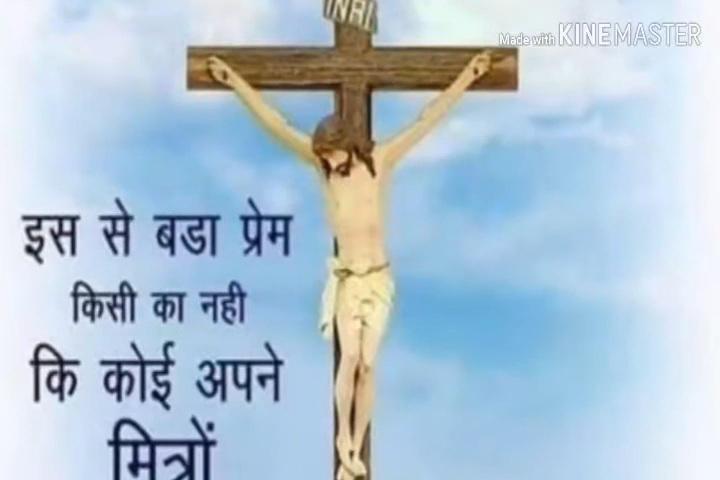 INRI
Made with KINEMASTER
इस से बडा प्रेम
किसी का नही
कि कोई अपने
मित्रों